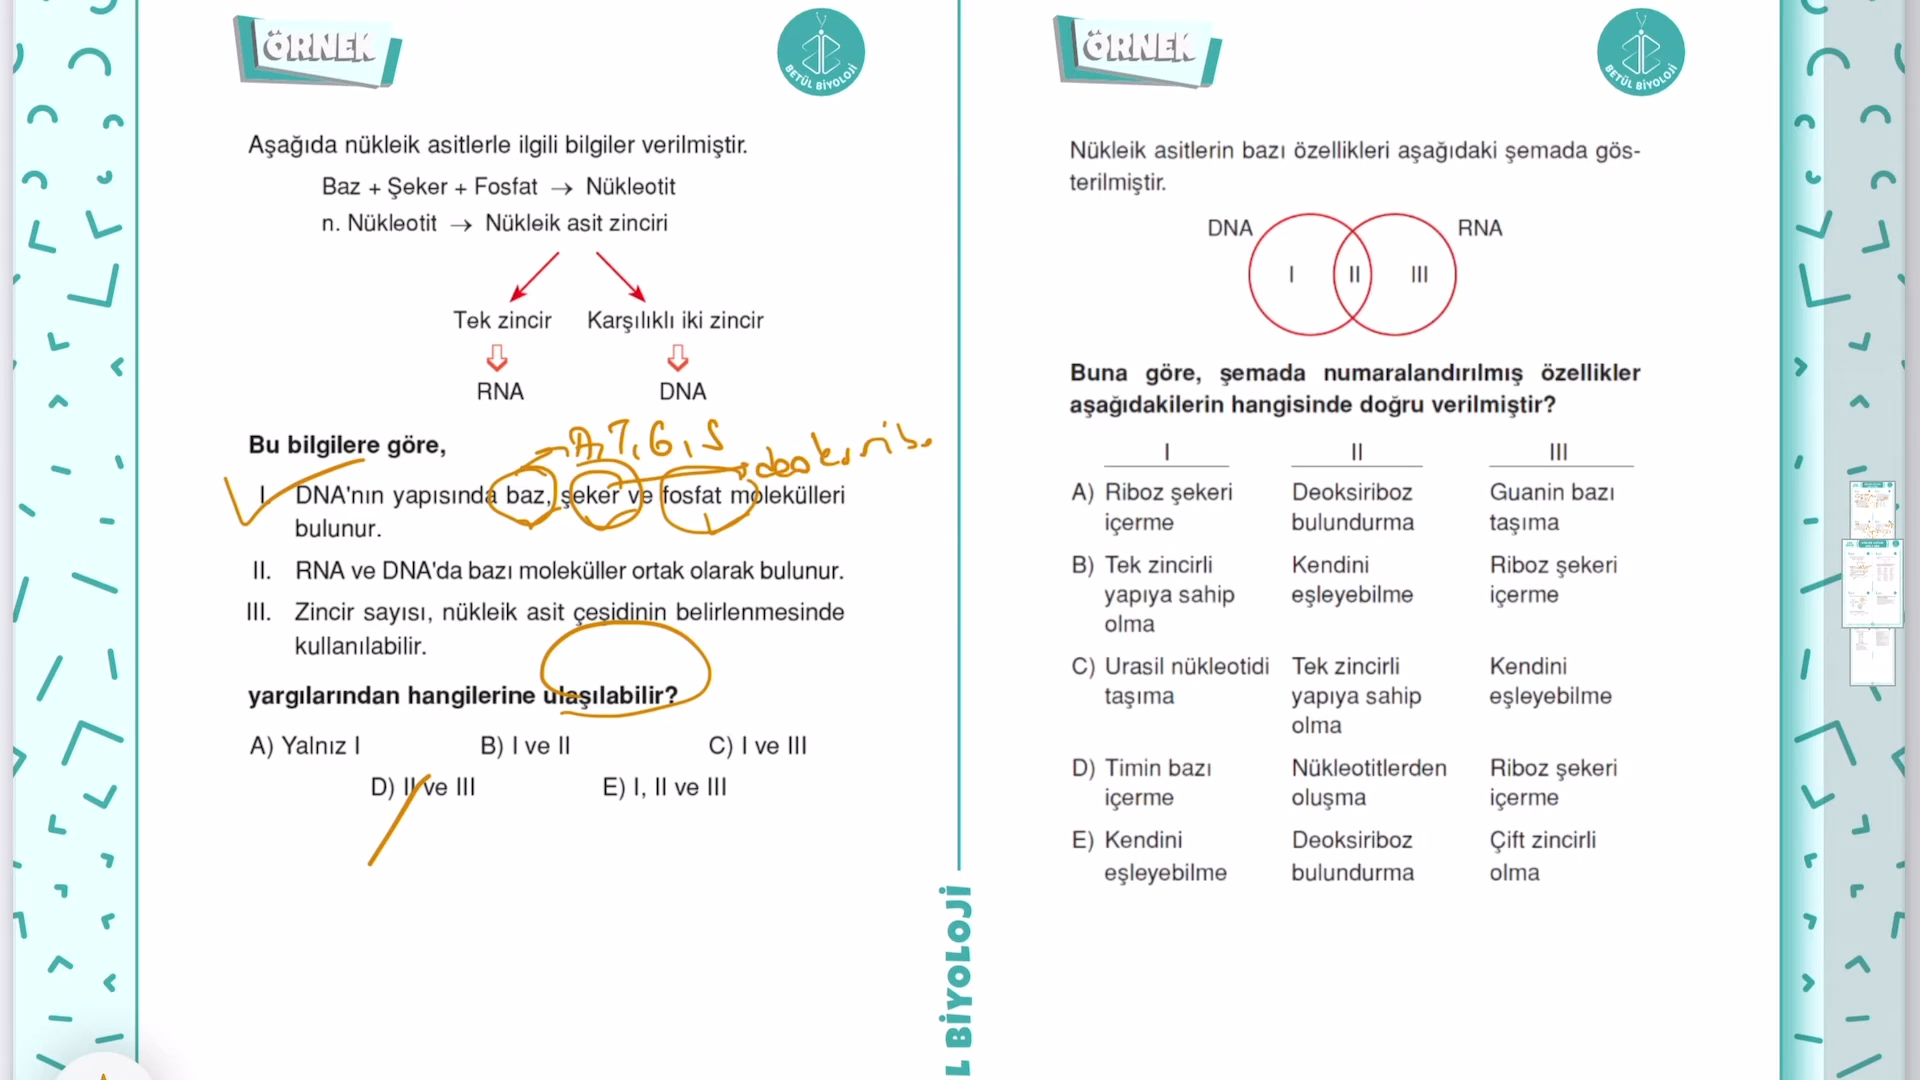 ÖRNEK
BETÜL BİYOLOJİ
Aşağıda nükleik asitlerle ilgili bilgiler verilmiştir.
Baz + Şeker + Fosfat → Nükleotit
n. Nükleotit → Nükleik asit zinciri
Tek zincir Karşılıklı iki zincir
RNA DNA
Bu bilgilere göre,
A, T, G, S
I. DNA'nın yapısında baz, şeker ve fosfat molekülleri
bulunur.
II. RNA ve DNA'da bazı moleküller ortak olarak bulunur.
III. Zincir sayısı, nükleik asit çeşidinin belirlenmesinde
kullanılabilir.
yargılarından hangilerine ulaşılabilir?
A) Yalnız I B) I ve II C) I ve III
D) II ve III E) I, II ve III
L BİYOLOJİ
ÖRNEK
BETÜL BİYOLOJİ
Nükleik asitlerin bazı özellikleri aşağıdaki şemada gös-
terilmiştir.
DNA RNA
I II III
Buna göre, şemada numaralandırılmış özellikler
aşağıdakilerin hangisinde doğru verilmiştir?
I II III
A) Riboz şekeri Deoksiriboz Guanin bazı
içerme bulundurma taşıma
B) Tek zincirli Kendini Riboz şekeri
yapıya sahip eşleyebilme içerme
olma
C) Urasil nükleotidi Tek zincirli Kendini
taşıma yapıya sahip eşleyebilme
olma
D) Timin bazı Nükleotitlerden Riboz şekeri
içerme oluşma içerme
E) Kendini Deoksiriboz Çift zincirli
eşleyebilme bulundurma olma